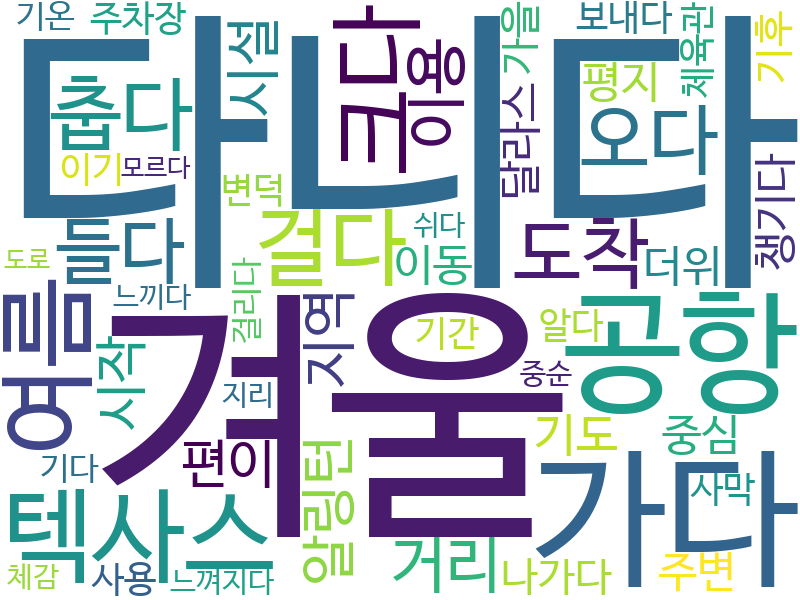 기온
주차장
시설
다니다
크다
이용
가을
보내다
체육관
기후
춥다
평지
오다
달라스
이기
모르다
변덕
걸다
쉬다
챙기다
들다
이동
도착
더위
도로
느끼다
걸리다
여름
겨울
지역
기간
알다
공항
시작
지리
중순
편이
기도
중심
기다
알링턴
가다
사막
텍사스
거리
체감
사용
느껴지다
나가다
주변